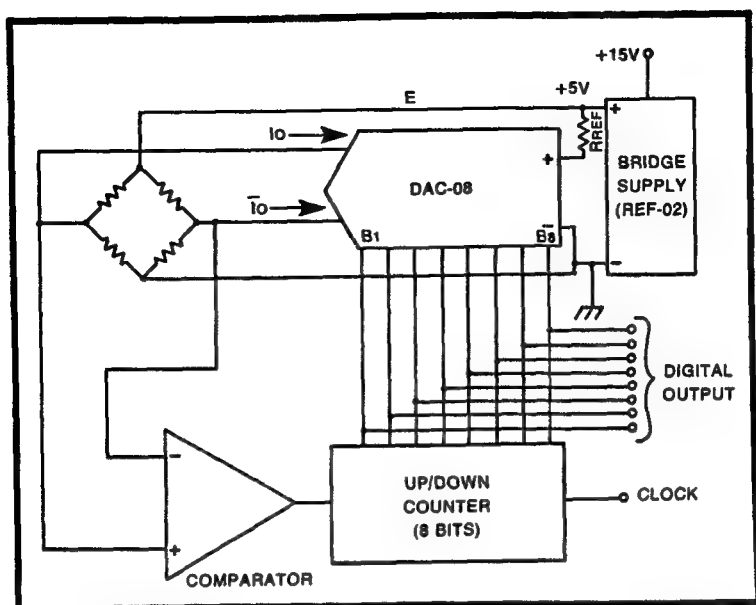 +15V
+5V
E
Io
+
RREF
+
BRIDGE
SUPPLY
(REF-02)
DAC-08
Īo
B1
B8
−
−
+
COMPARATOR
UP/DOWN
COUNTER
(8 BITS)
DIGITAL
OUTPUT
CLOCK